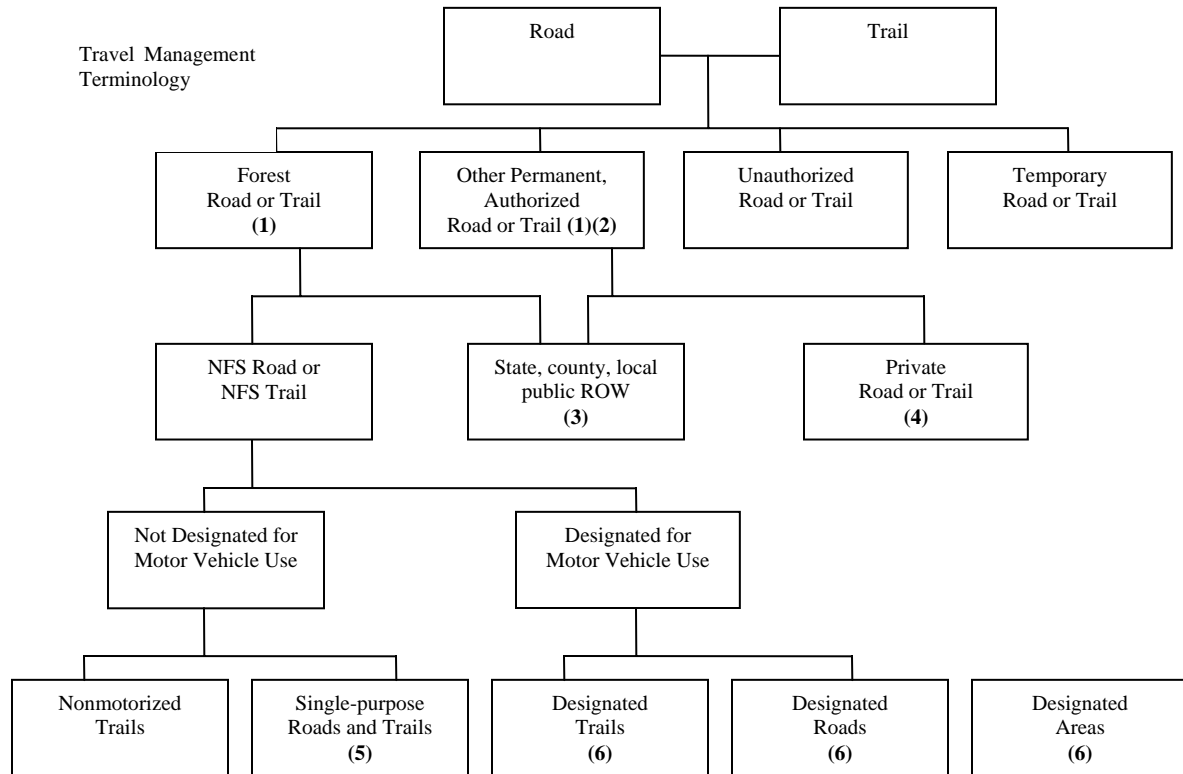 Travel Management
Terminology
Road
Trail
Forest
Road or Trail
(1)
Other Permanent,
Authorized
Road or Trail (1)(2)
Unauthorized
Road or Trail
Temporary
Road or Trail
NFS Road or
NFS Trail
State, county, local
public ROW
(3)
Private
Road or Trail
(4)
Not Designated for
Motor Vehicle Use
Designated for
Motor Vehicle Use
Nonmotorized
Trails
Single-purpose
Roads and Trails
(5)
Designated
Trails
(6)
Designated
Roads
(6)
Designated
Areas
(6)